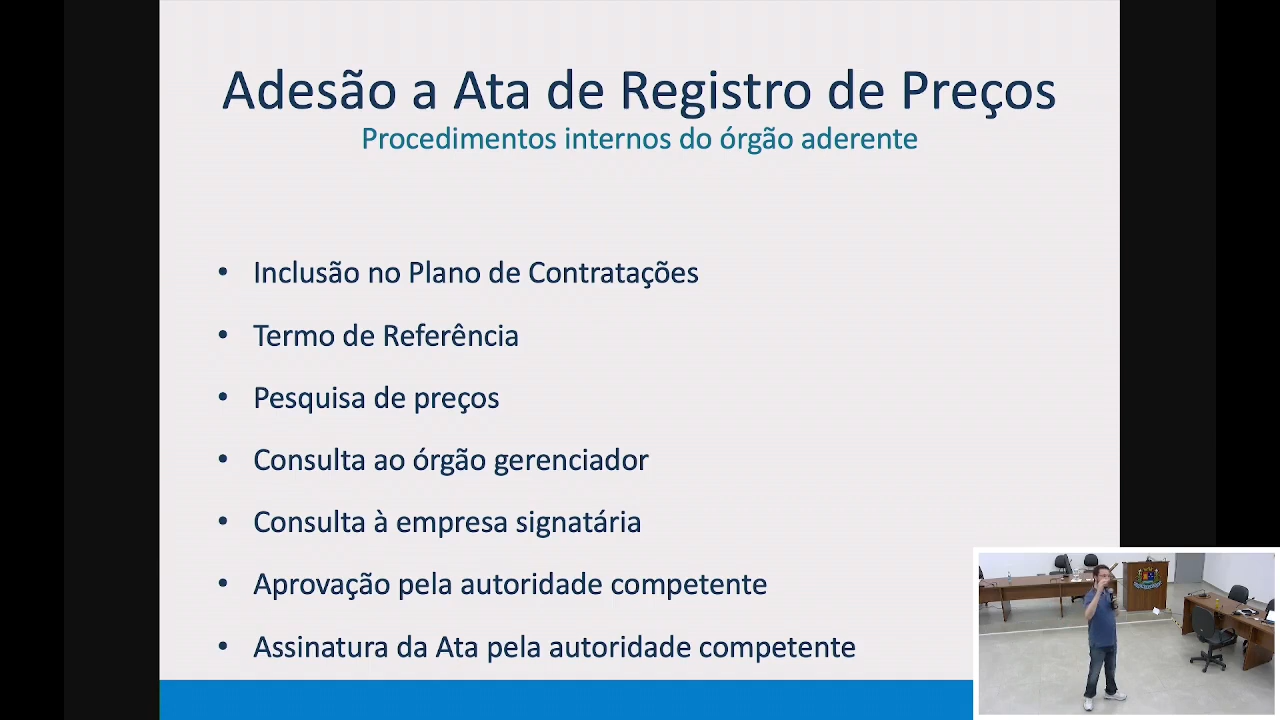 Adesão a Ata de Registro de Preços
Procedimentos internos do órgão aderente
• Inclusão no Plano de Contratações
• Termo de Referência
• Pesquisa de preços
• Consulta ao órgão gerenciador
• Consulta à empresa signatária
• Aprovação pela autoridade competente
• Assinatura da Ata pela autoridade competente